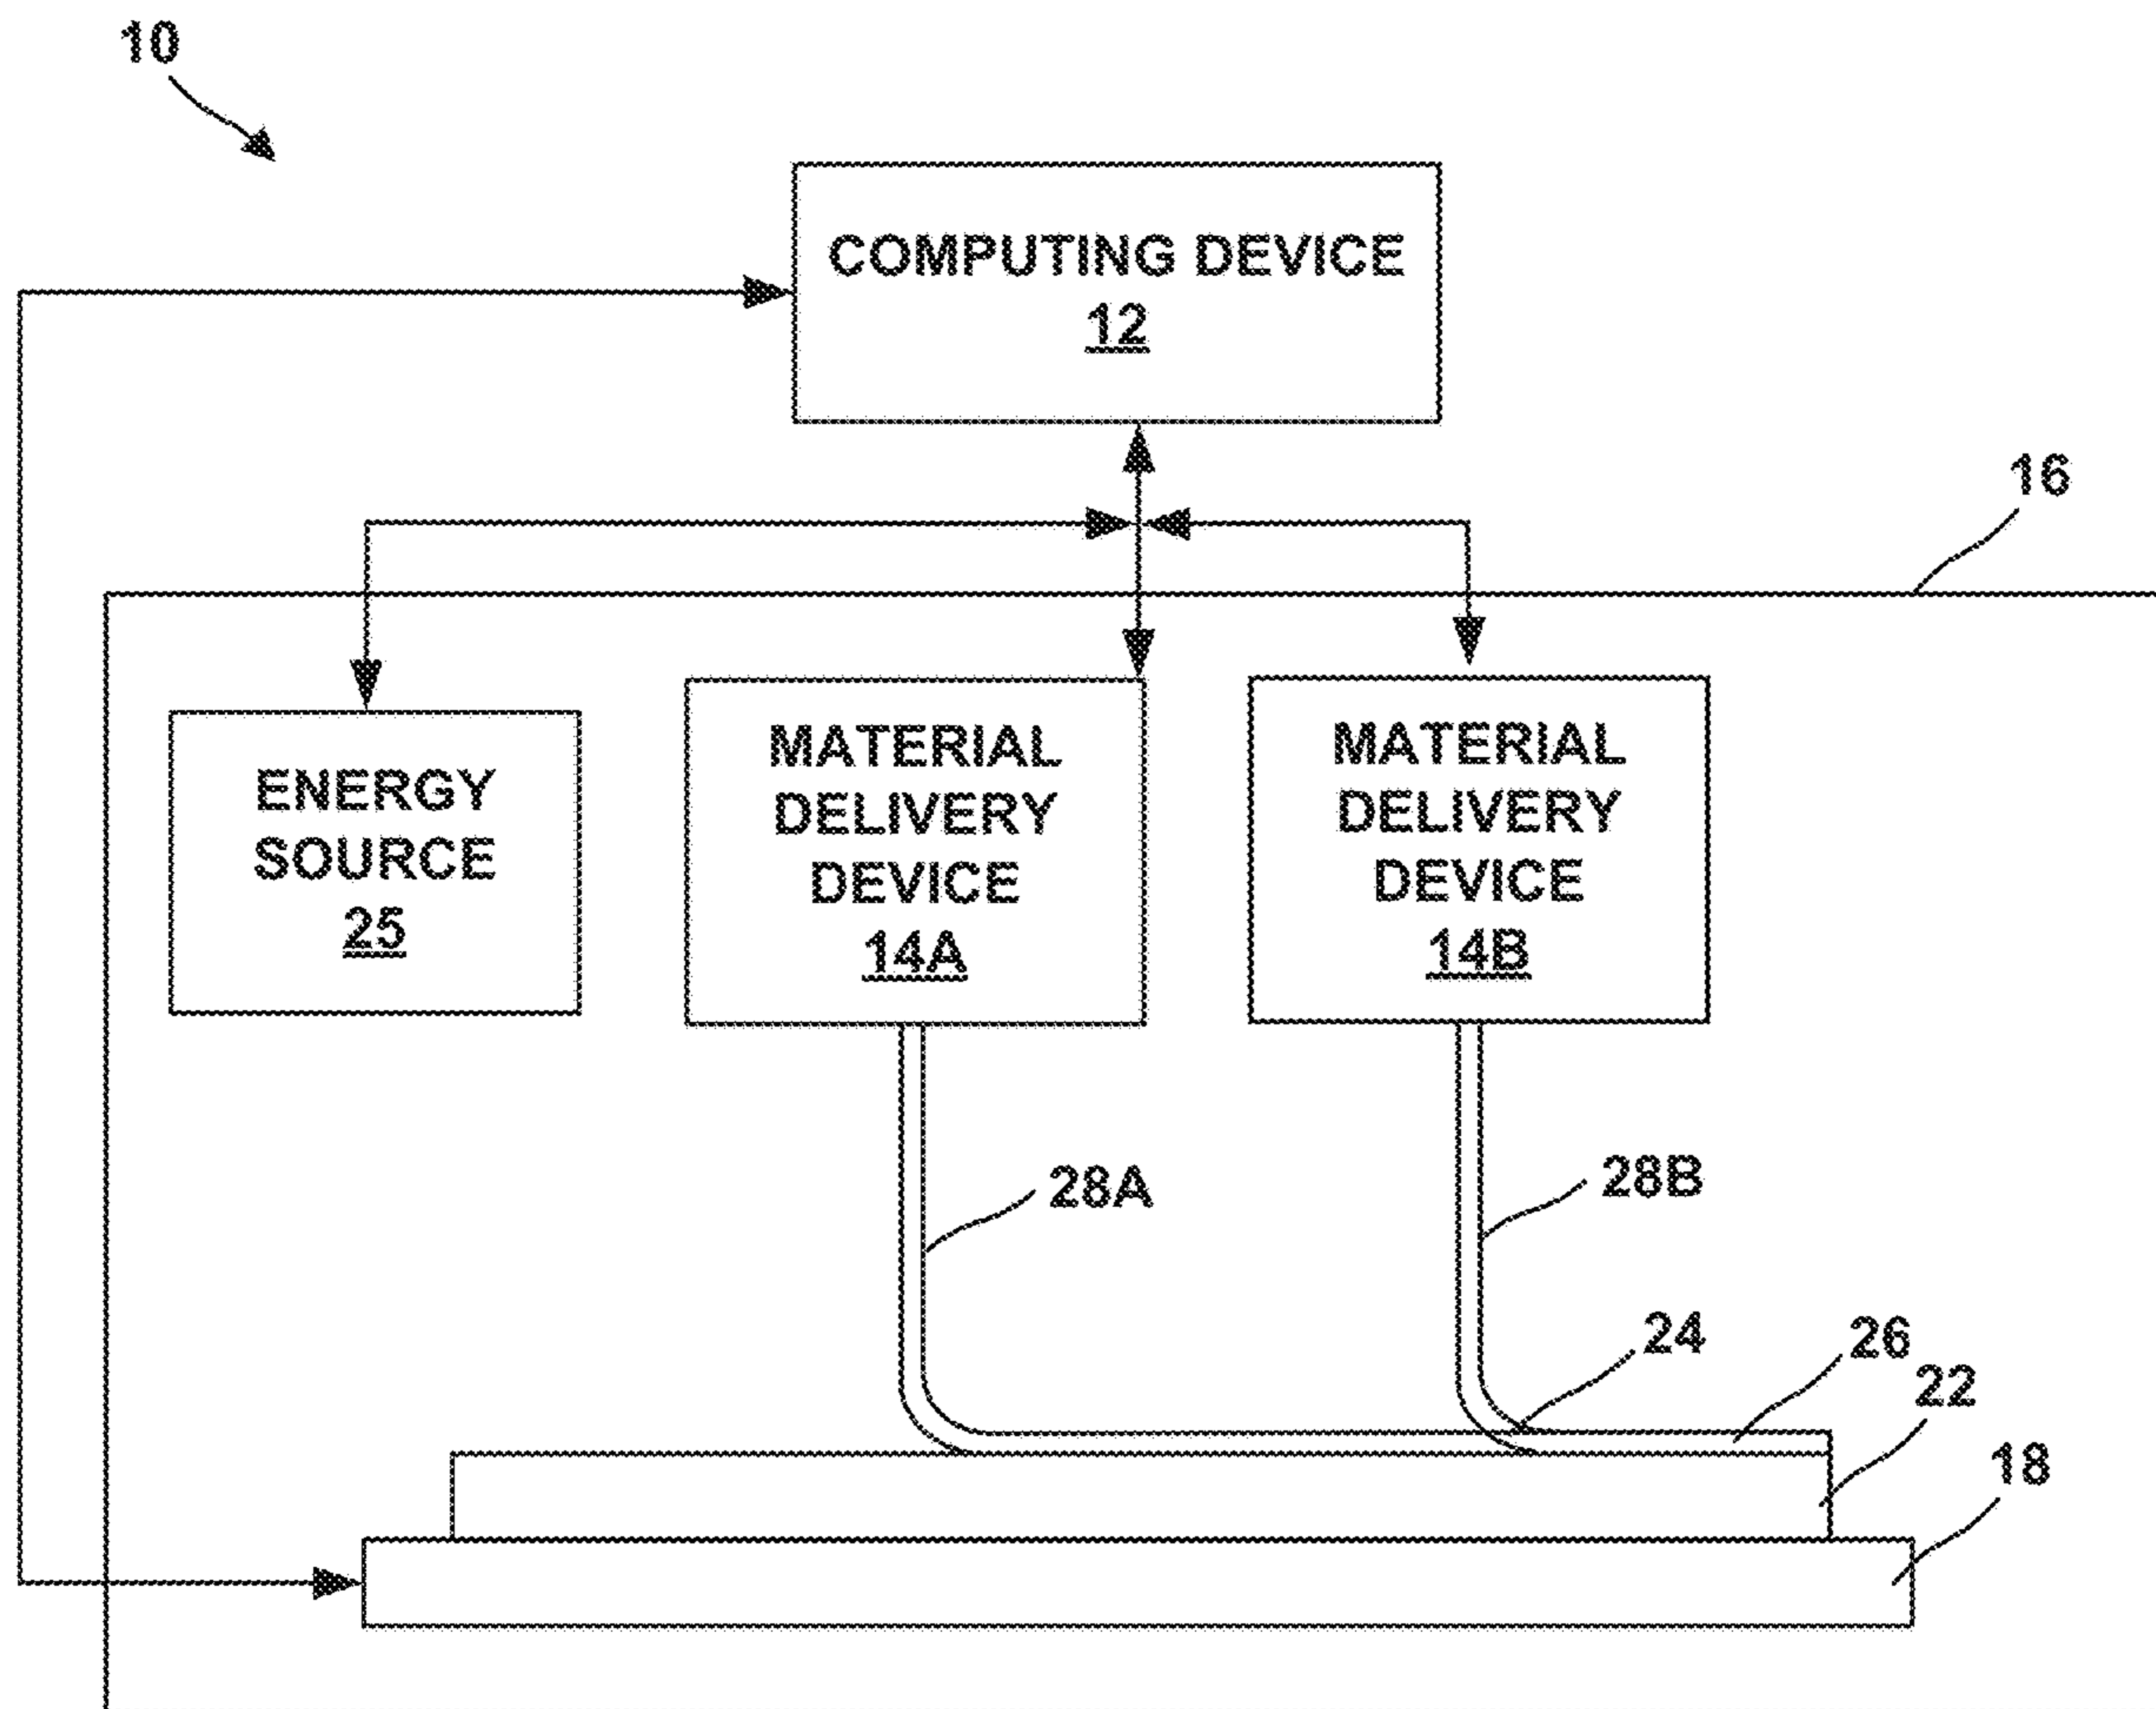 10
COMPUTING DEVICE
12
16
ENERGY
SOURCE
25
MATERIAL
DELIVERY
DEVICE
14A
MATERIAL
DELIVERY
DEVICE
14B
28A
28B
24
26
22
18